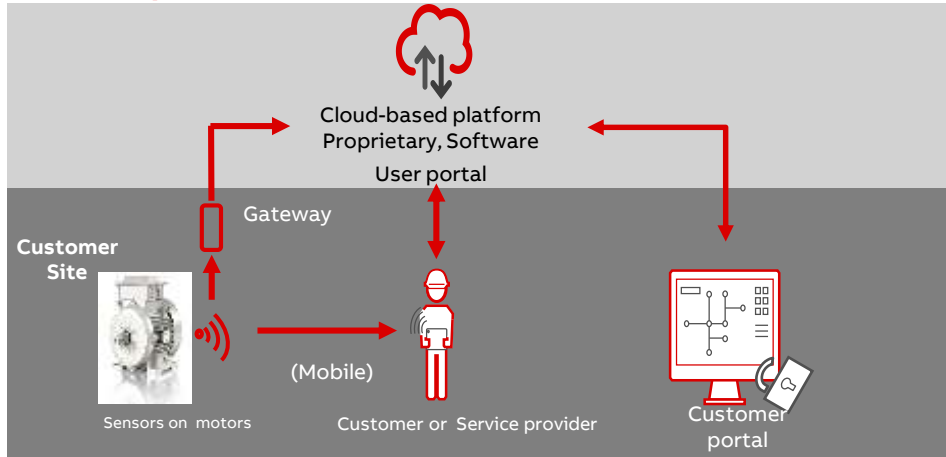 Cloud-based platform
Proprietary, Software
User portal
Gateway
Customer
Site
(Mobile)
Sensors on motors
Customer or Service provider
Customer
portal